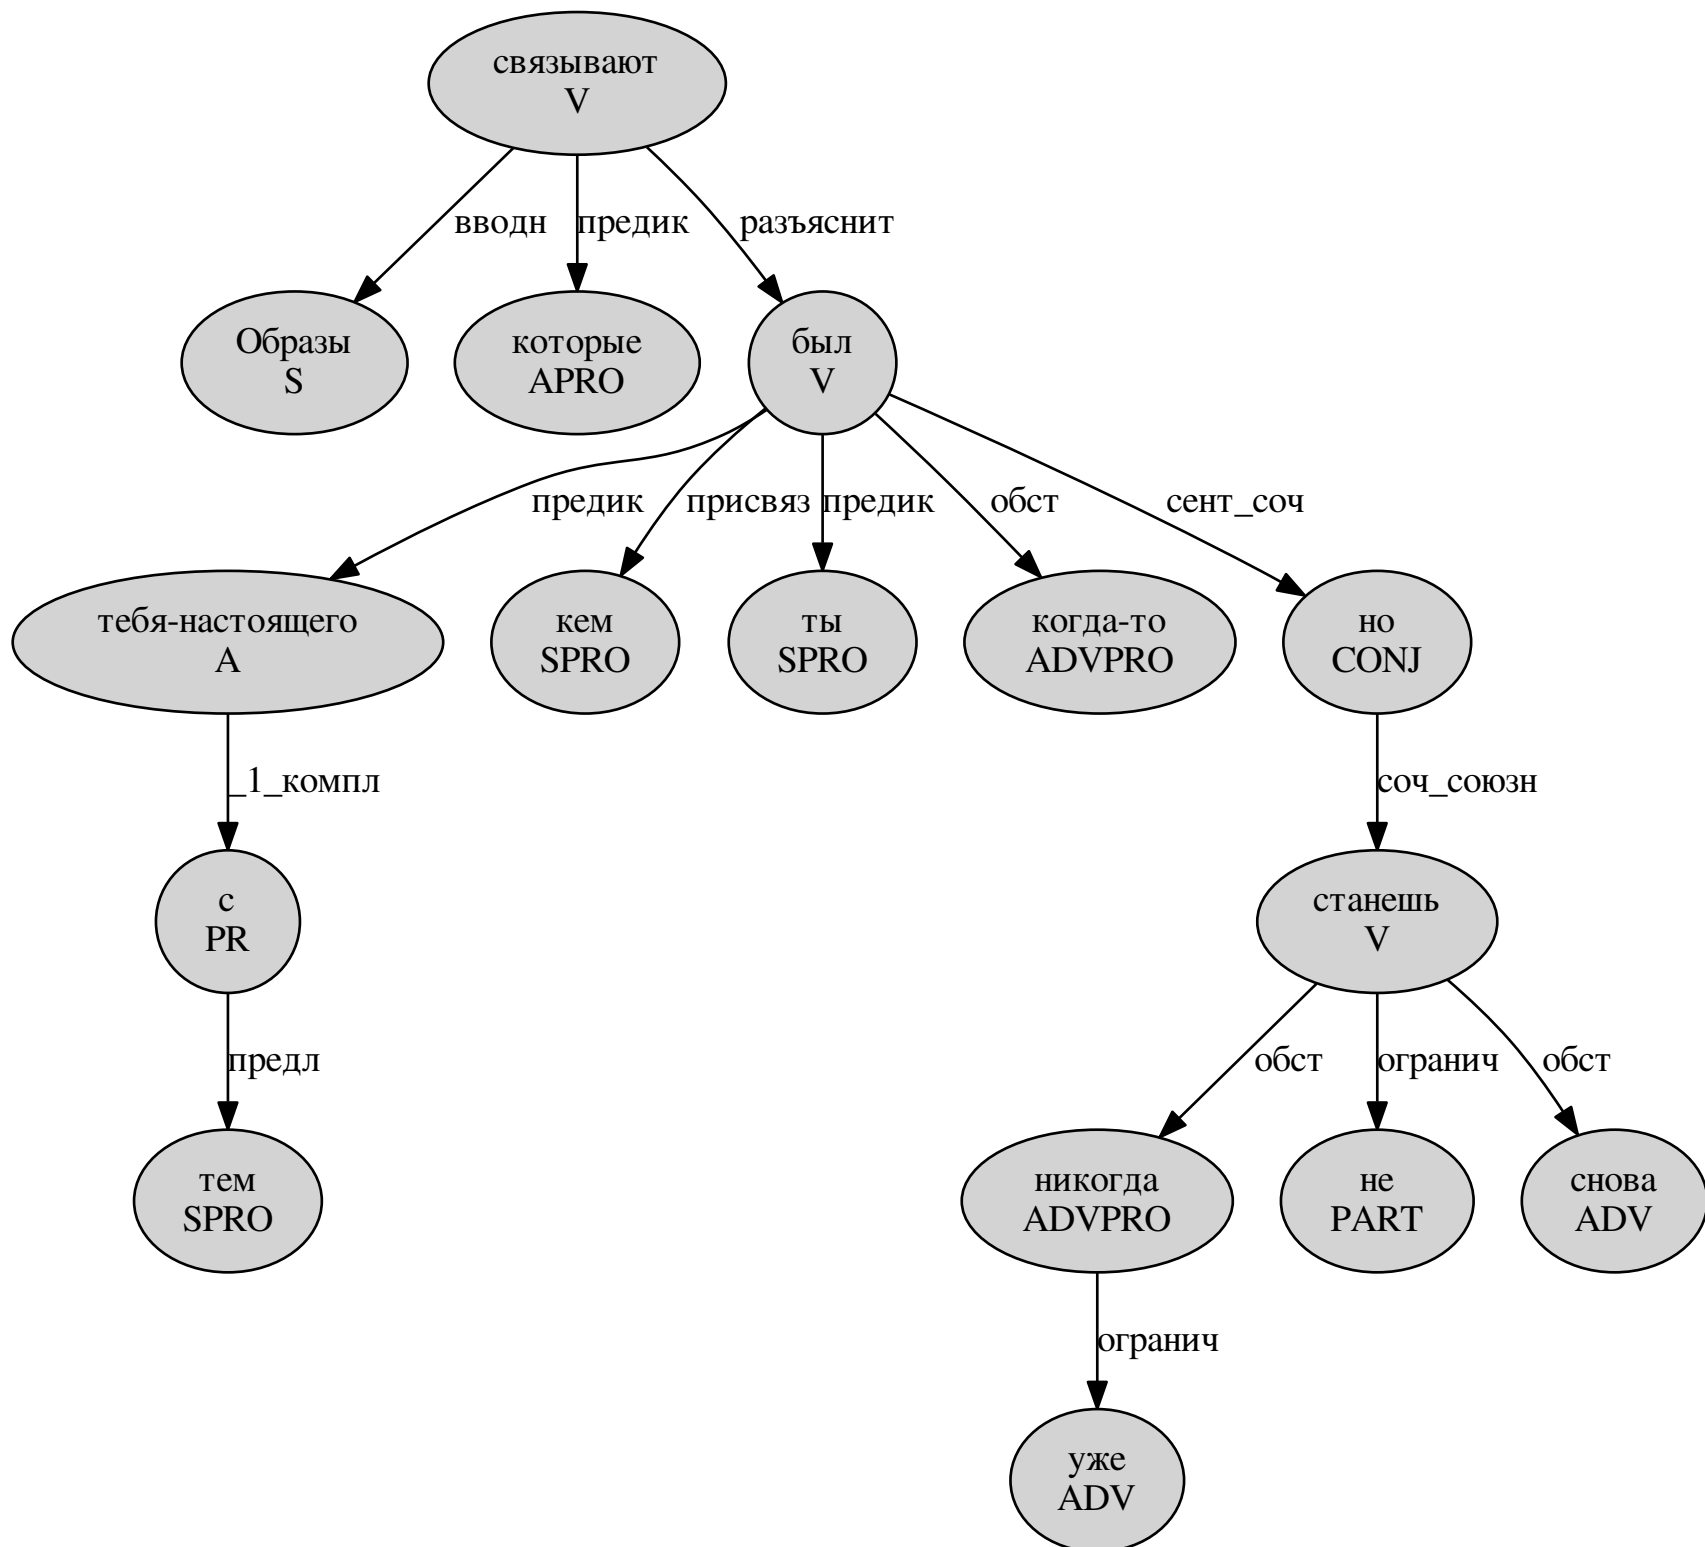 связывают
V
вводн
предик
разъяснит
Образы
S
которые
APRO
был
V
предик
присвяз
предик
обст
сент_соч
тебя-настоящего
A
кем
SPRO
ты
SPRO
когда-то
ADVPRO
но
CONJ
_1_компл
соч_союзн
с
PR
станешь
V
предл
обст
огранич
обст
тем
SPRO
никогда
ADVPRO
не
PART
снова
ADV
огранич
уже
ADV